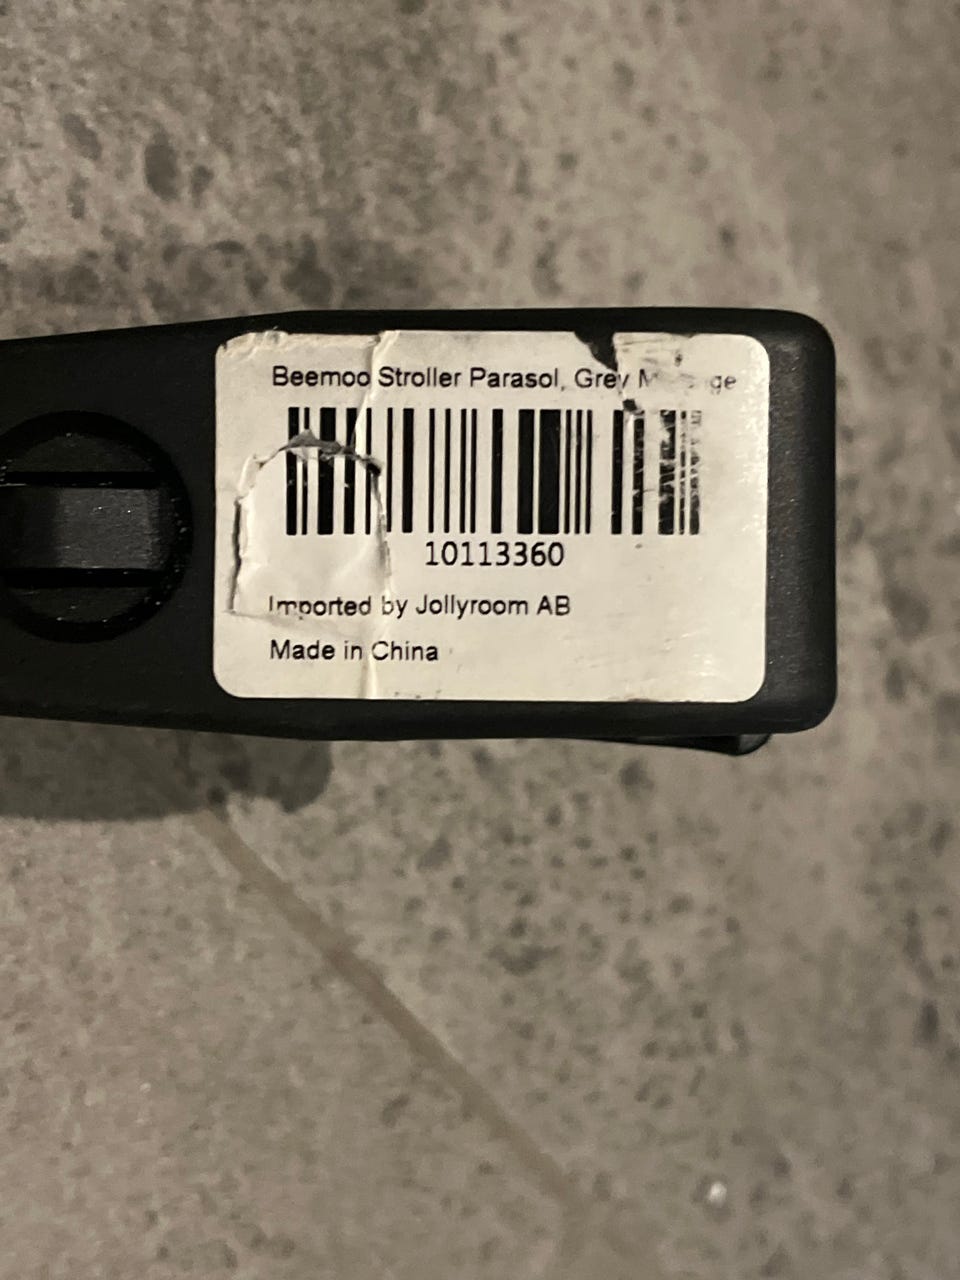 Beemoo Stroller Parasol, Grey
10113360
Imported by Jollyroom AB
Made in China